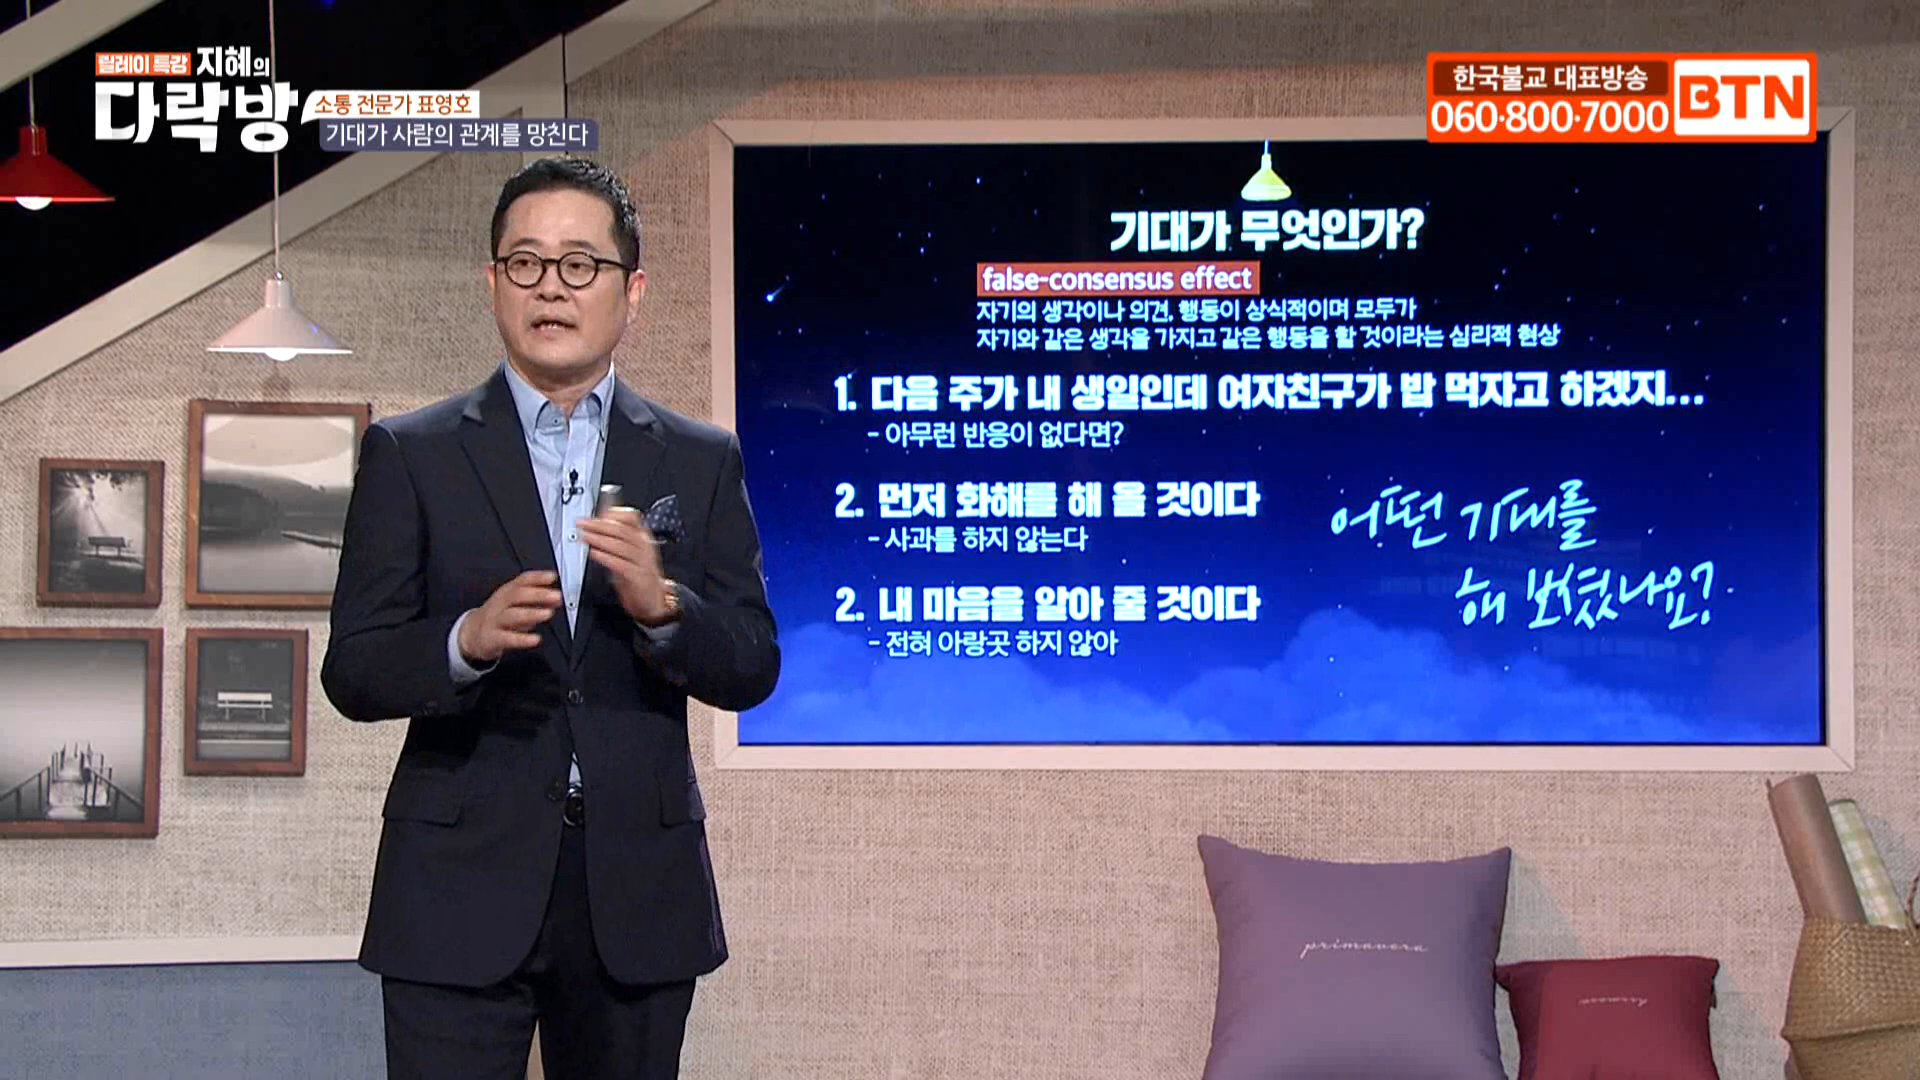 릴레이 특강 지혜의
다락방
소통 전문가 표영호
기대가 사람의 관계를 망친다
한국불교 대표방송
060·800·7000
BTN
기대가 무엇인가?
false-consensus effect
자기의 생각이나 의견, 행동이 상식적이며 모두가
자기와 같은 생각을 가지고 같은 행동을 할 것이라는 심리적 현상
1. 다음 주가 내 생일인데 여자친구가 밥 먹자고 하겠지...
- 아무런 반응이 없다면?
2. 먼저 화해를 해 올 것이다
- 사과를 하지 않는다
2. 내 마음을 알아 줄 것이다
- 전혀 아랑곳 하지 않아
어떤 기대를
해 보셨나요?
primavera